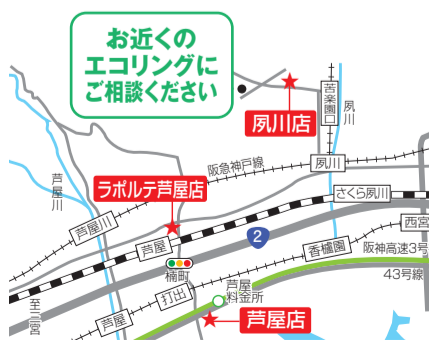 お近くの
エコリングに
ご相談ください
苦楽園口
夙川
夙川店
阪急神戸線
夙川
芦屋川
ラポルテ芦屋店
さくら夙川
芦屋川
芦屋
2
西宮
香櫨園
阪神高速3号
43号線
楠町
至三宮
打出
芦屋
料金所
芦屋
芦屋店